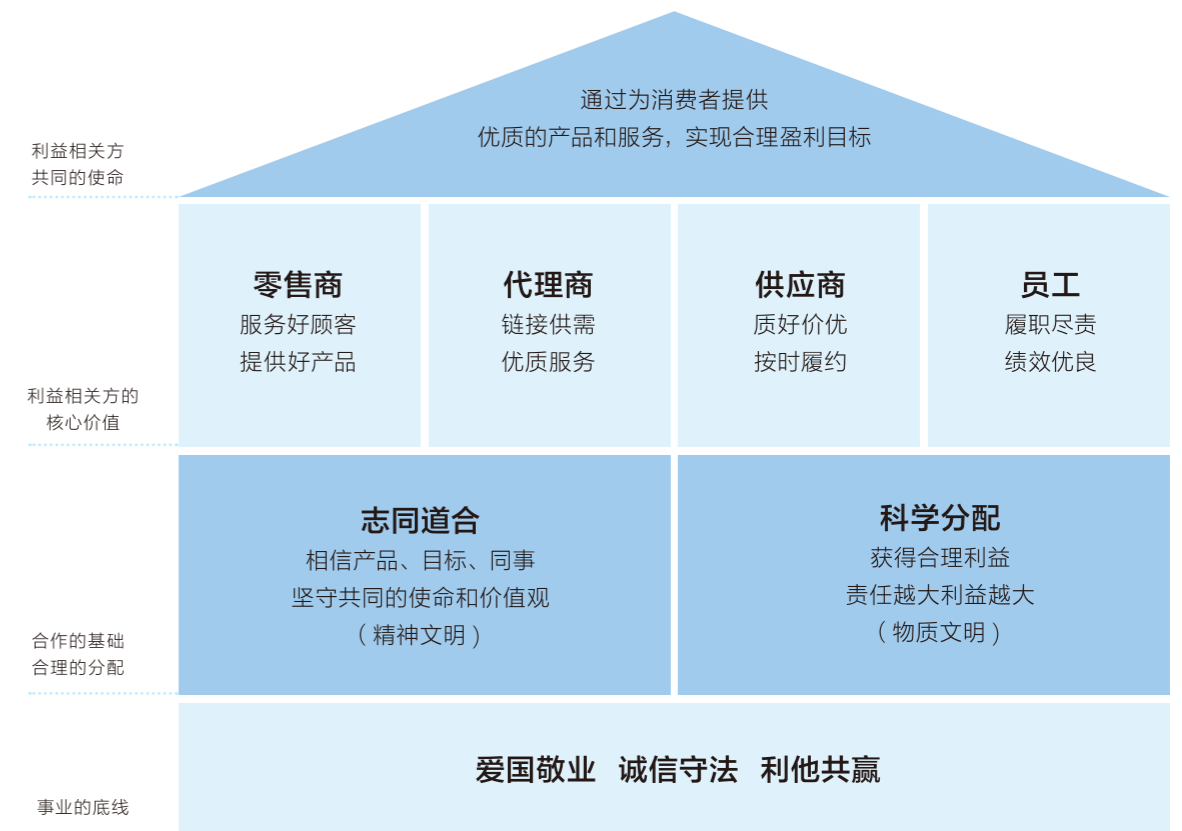 通过为消费者提供
优质的产品和服务，实现合理盈利目标
利益相关方
共同的使命
零售商
服务好顾客
提供好产品
代理商
链接供需
优质服务
供应商
质好价优
按时履约
员工
履职尽责
绩效优良
利益相关方的
核心价值
志同道合
相信产品、目标、同事
坚守共同的使命和价值观
（精神文明）
科学分配
获得合理利益
责任越大利益越大
（物质文明）
合作的基础
合理的分配
爱国敬业 诚信守法 利他共赢
事业的底线